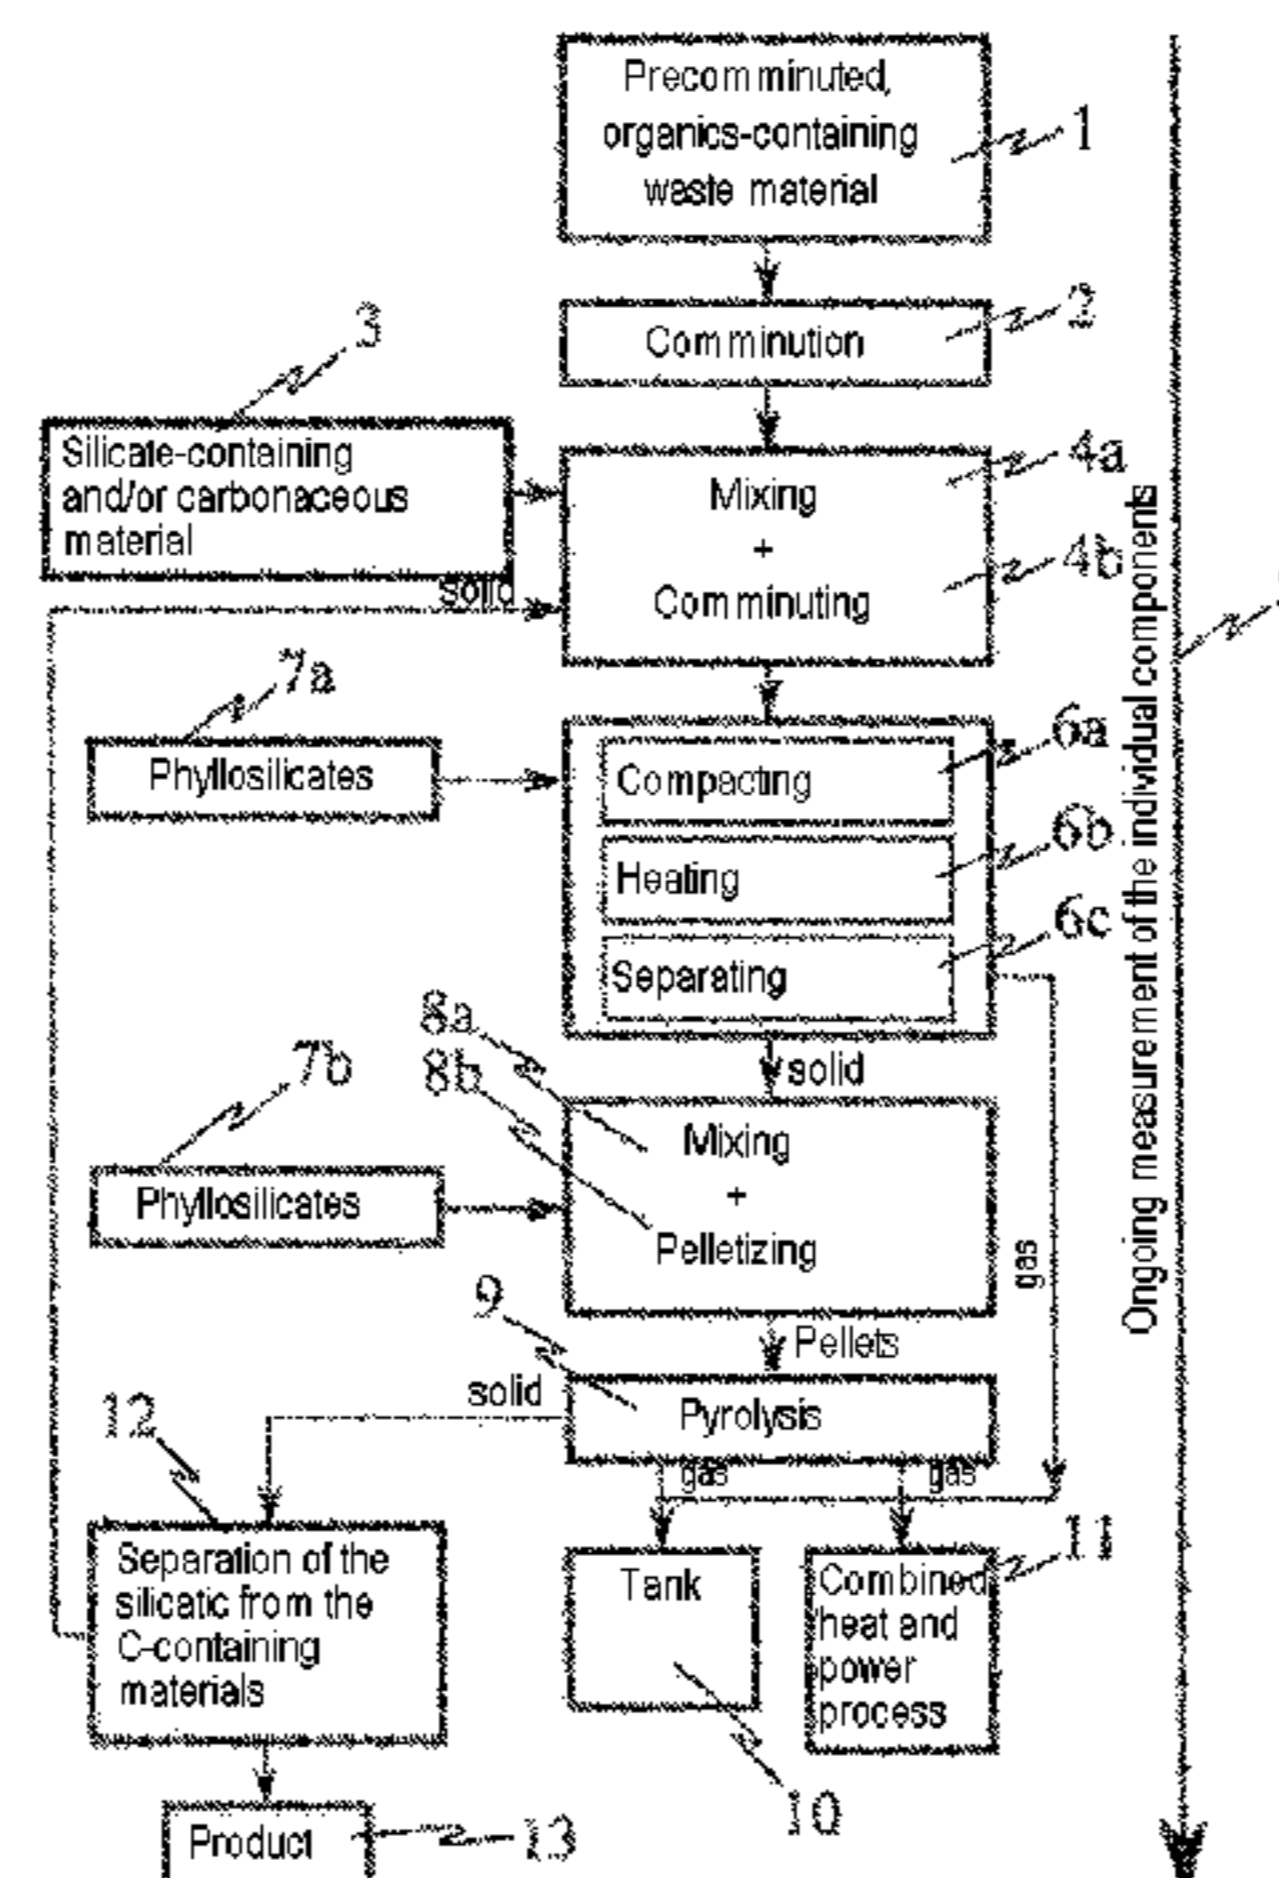 Precomminuted,
organics-containing
waste material
1
Comminution
2
3
Silicate-containing
and/or carbonaceous
material
Mixing
+
Comminuting
4a
4b
solid
7a
Phyllosilicates
Compacting
6a
Heating
6b
Separating
6c
solid
8a
8b
7b
Phyllosilicates
Mixing
+
Pelletizing
gas
Ongoing measurement of the individual components
Pellets
9
solid
Pyrolysis
gas
gas
12
Separation of the
silicatic from the
C-containing
materials
Tank
10
Combined
heat and
power
process
11
Product
13